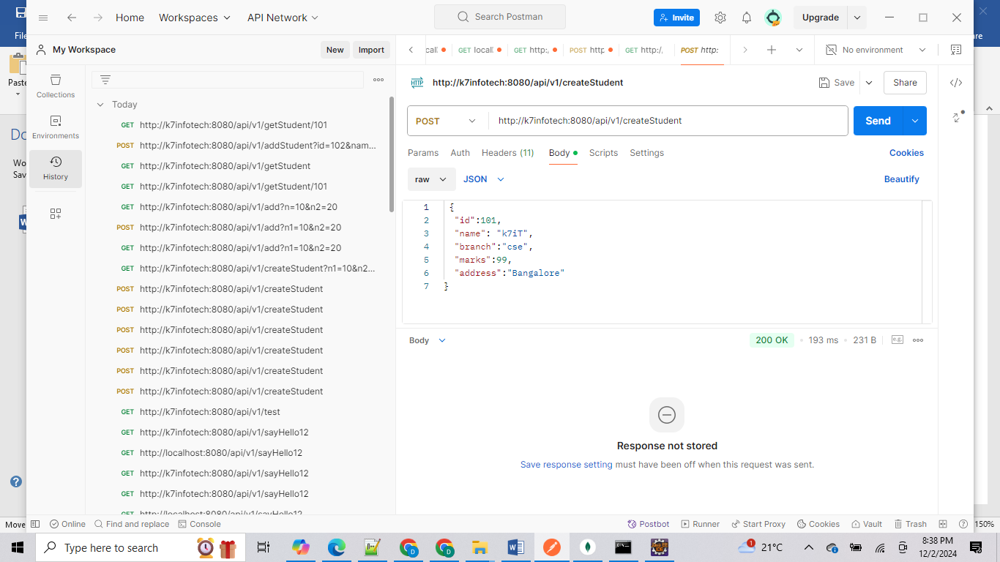 Home
Workspaces
API Network
Search Postman
Invite
Upgrade
File
Paste
My Workspace
New
Import
GET
GET http:/
POST http
GET http:/,
POST http:
No environment
Collections
Environments
History
Today
GET http://k7infotech:8080/api/v1/getStudent/101
POST http://k7infotech:8080/api/v1/addStudent?id=102&nam...
GET http://k7infotech:8080/api/v1/getStudent
GET http://k7infotech:8080/api/v1/getStudent/101
GET http://k7infotech:8080/api/v1/add?n=10&n2=20
POST http://k7infotech:8080/api/v1/add?n1=10&n2=20
GET http://k7infotech:8080/api/v1/add?n1=10&n2=20
GET http://k7infotech:8080/api/v1/createStudent?n1=10&n2...
POST http://k7infotech:8080/api/v1/createStudent
POST http://k7infotech:8080/api/v1/createStudent
POST http://k7infotech:8080/api/v1/createStudent
POST http://k7infotech:8080/api/v1/createStudent
POST http://k7infotech:8080/api/v1/createStudent
POST http://k7infotech:8080/api/v1/createStudent
GET http://k7infotech:8080/api/v1/test
GET http://k7infotech:8080/api/v1/sayHello12
GET http://localhost:8080/api/v1/sayHello12
GET http://k7infotech:8080/api/v1/sayHello12
GET http://k7infotech:8080/api/v1/sayHello12
GET http://localhost:8080/api/v1/sayHello12
HTTP http://k7infotech:8080/api/v1/createStudent
Save
Share
POST
http://k7infotech:8080/api/v1/createStudent
Send
Params
Auth
Headers (11)
Body
Scripts
Settings
Cookies
raw
JSON
Beautify
1 {
2 "id":101,
3 "name": "k7iT",
4 "branch":"cse",
5 "marks":99,
6 "address":"Bangalore"
7 }
Body
200 OK
193 ms
231 B
e.g.
Response not stored
Save response setting must have been off when this request was sent.
Move
Online
Find and replace
Console
Postbot
Runner
Start Proxy
Cookies
Vault
Trash
150%
Type here to search
1
21°C
8:38 PM
12/2/2024